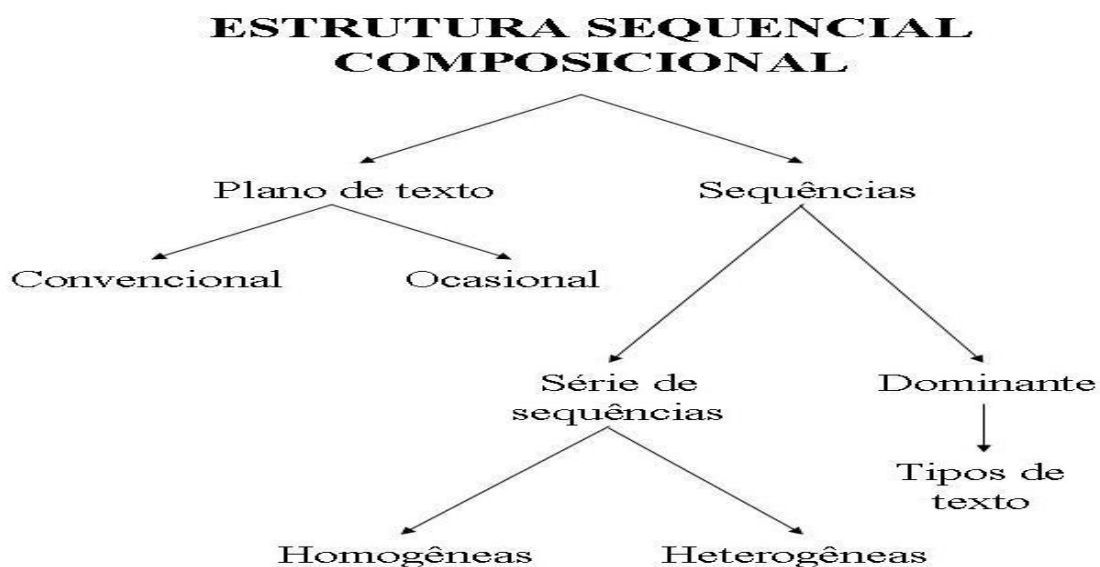 ESTRUTURA SEQUENCIAL
COMPOSICIONAL
Plano de texto
Sequências
Convencional
Ocasional
Série de
sequências
Dominante
Tipos de
texto
Homogêneas
Heterogêneas